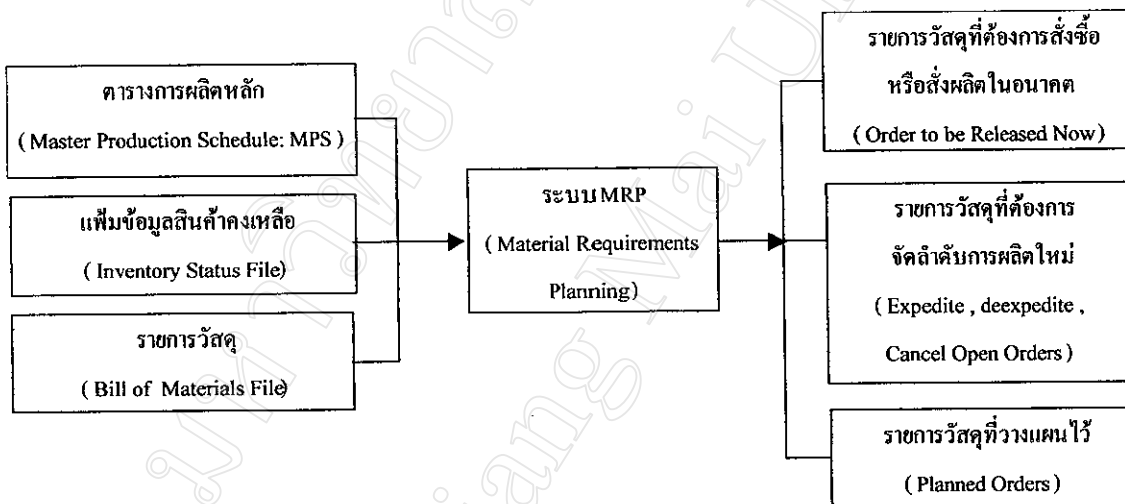 ตารางการผลิตหลัก
( Master Production Schedule: MPS )
แฟ้มข้อมูลสินค้าคงเหลือ
( Inventory Status File)
รายการวัสดุ
( Bill of Materials File)
ระบบMRP
( Material Requirements
Planning)
รายการวัสดุที่ต้องการสั่งซื้อ
หรือสั่งผลิตในอนาคต
( Order to be Released Now)
รายการวัสดุที่ต้องการ
จัดลำดับการผลิตใหม่
( Expedite , deexpedite ,
Cancel Open Orders )
รายการวัสดุที่วางแผนไว้
( Planned Orders )